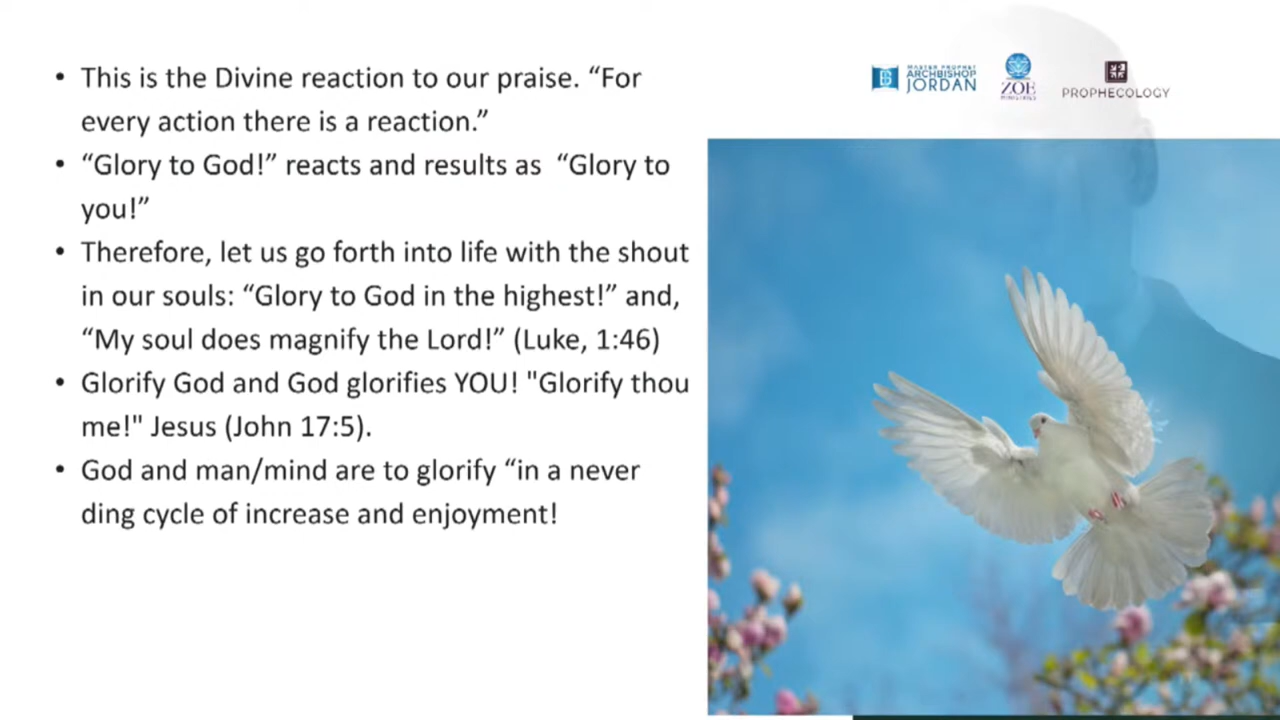 • This is the Divine reaction to our praise. “For
every action there is a reaction.”
• “Glory to God!” reacts and results as “Glory to
you!”
• Therefore, let us go forth into life with the shout
in our souls: “Glory to God in the highest!” and,
“My soul does magnify the Lord!” (Luke, 1:46)
• Glorify God and God glorifies YOU! "Glorify thou
me!" Jesus (John 17:5).
• God and man/mind are to glorify “in a never
ding cycle of increase and enjoyment!
MASTER PROPHET
ARCHBISHOP
JORDAN
ZOE
MINISTRIES
PROPHECOLOGY